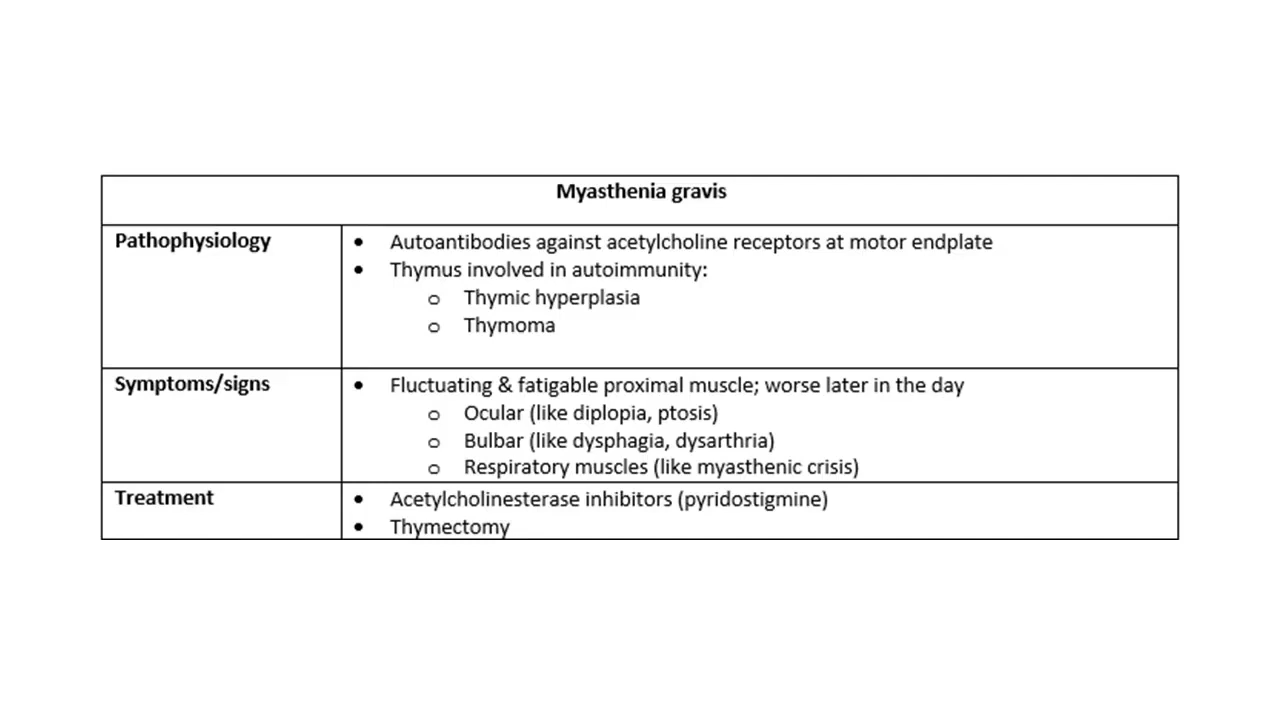 Myasthenia gravis
Pathophysiology
• Autoantibodies against acetylcholine receptors at motor endplate
• Thymus involved in autoimmunity:
o Thymic hyperplasia
o Thymoma
Symptoms/signs
• Fluctuating & fatigable proximal muscle; worse later in the day
o Ocular (like diplopia, ptosis)
o Bulbar (like dysphagia, dysarthria)
o Respiratory muscles (like myasthenic crisis)
Treatment
• Acetylcholinesterase inhibitors (pyridostigmine)
• Thymectomy